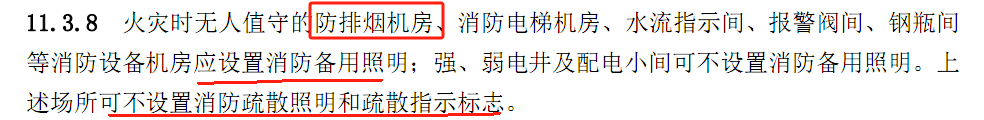 11.3.8 火灾时无人值守的防排烟机房、消防电梯机房、水流指示间、报警阀间、钢瓶间
等消防设备机房应设置消防备用照明；强、弱电井及配电小间可不设置消防备用照明。上
述场所可不设置消防疏散照明和疏散指示标志。